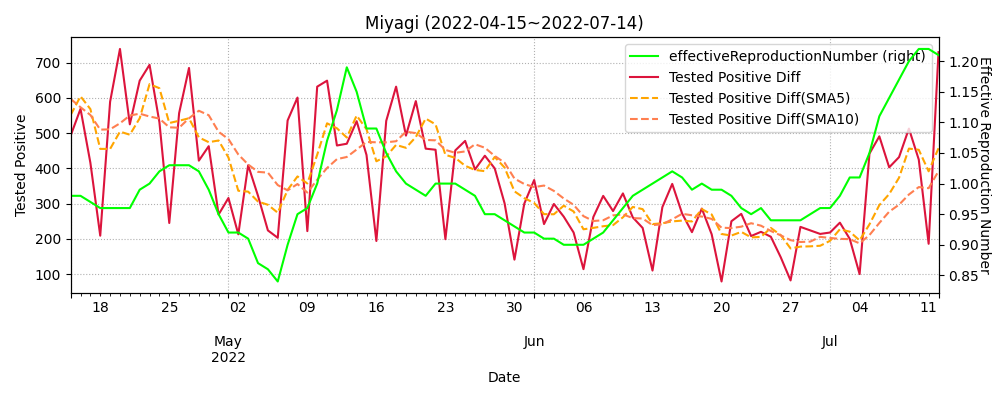 Miyagi (2022-04-15~2022-07-14)
effectiveReproductionNumber (right)
Tested Positive Diff
Tested Positive Diff(SMA5)
Tested Positive Diff(SMA10)
Tested Positive
700
600
500
400
300
200
100
1.20
1.15
1.10
1.05
1.00
0.95
0.90
0.85
Effective Reproduction Number
18 25 02 09 16 23 30 06 13 20 27 04 11
May Jun Jul
2022
Date